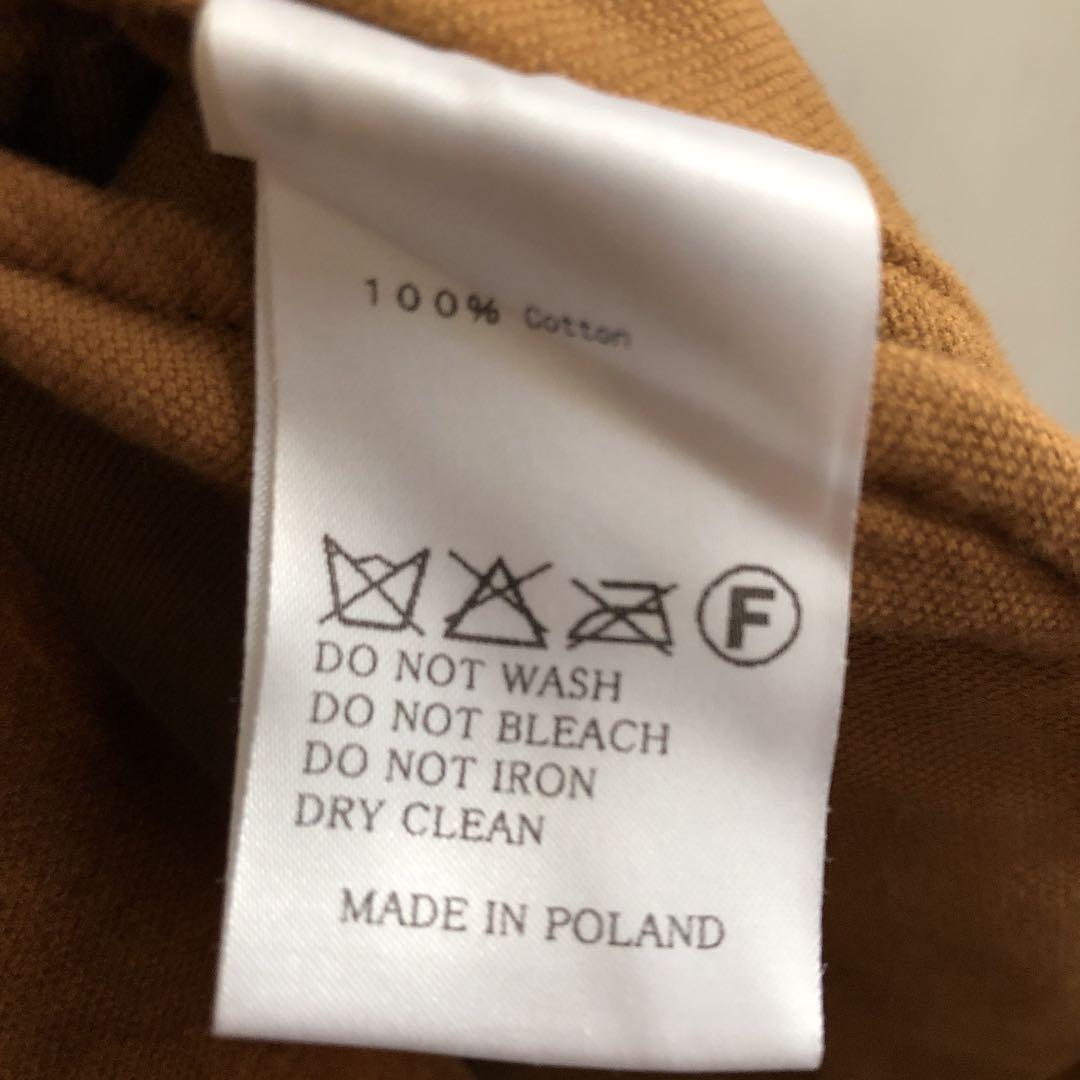 100% Cotton
F
DO NOT WASH
DO NOT BLEACH
DO NOT IRON
DRY CLEAN
MADE IN POLAND